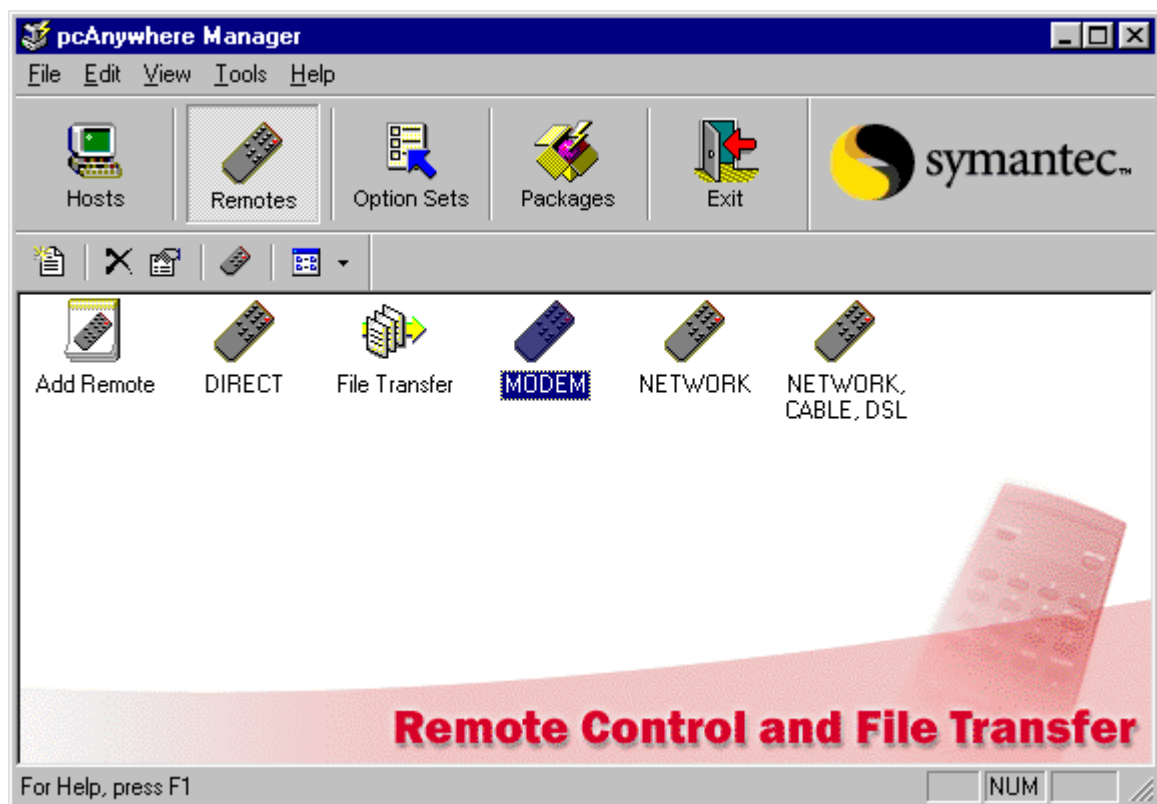 pcAnywhere Manager
File Edit View Tools Help
Hosts Remotes Option Sets Packages Exit symantec™
Add Remote DIRECT File Transfer MODEM NETWORK NETWORK,
CABLE, DSL
Remote Control and File Transfer
For Help, press F1 NUM